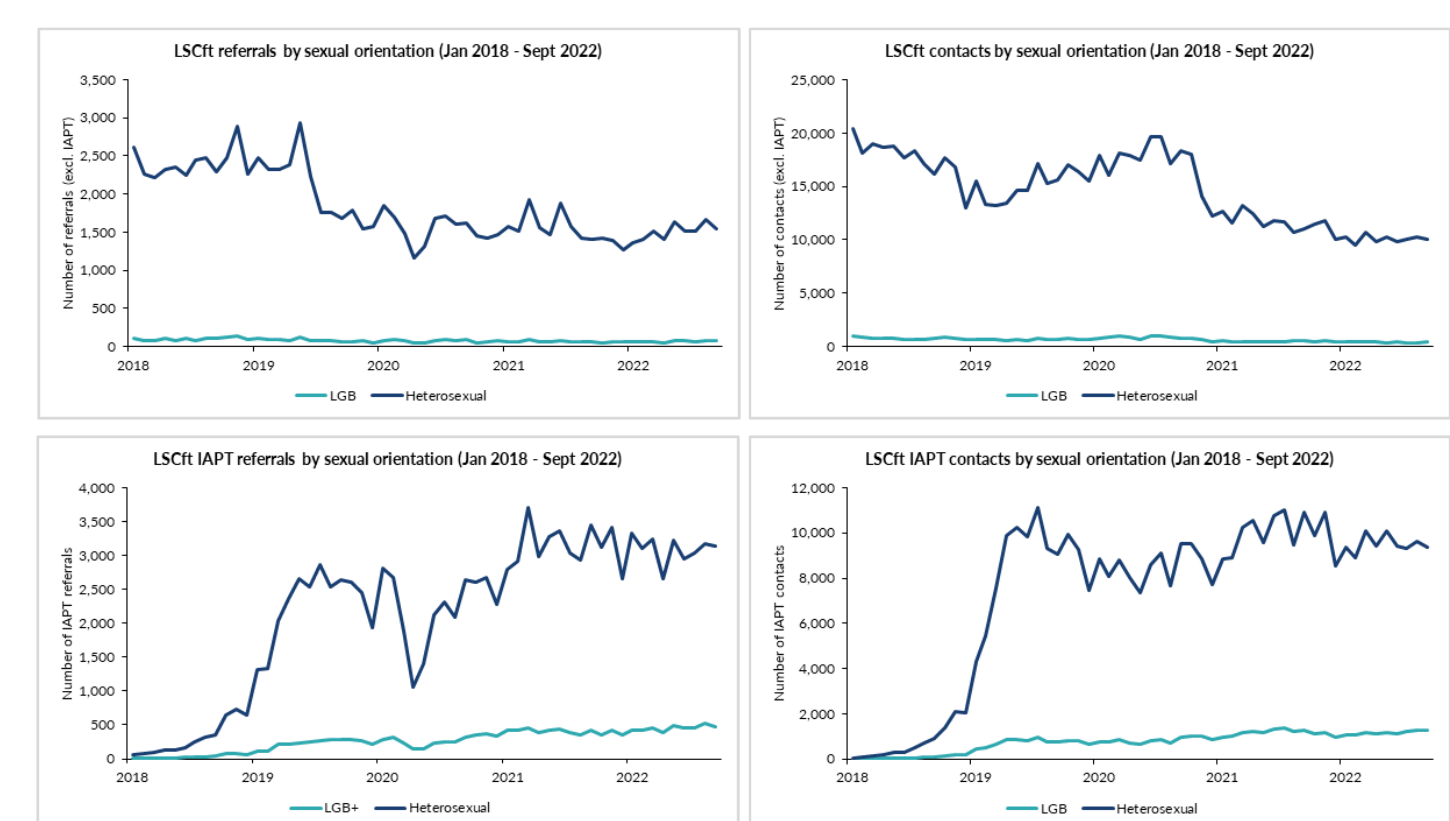 LSCft referrals by sexual orientation (Jan 2018 - Sept 2022)
Number of referrals (excl. IAPT)
3,500
3,000
2,500
2,000
1,500
1,000
500
0
2018 2019 2020 2021 2022
LGB Heterosexual
LSCft contacts by sexual orientation (Jan 2018 - Sept 2022)
Number of contacts (excl. IAPT)
25,000
20,000
15,000
10,000
5,000
0
2018 2019 2020 2021 2022
LGB Heterosexual
LSCft IAPT referrals by sexual orientation (Jan 2018 - Sept 2022)
Number of IAPT referrals
4,000
3,500
3,000
2,500
2,000
1,500
1,000
500
0
2018 2019 2020 2021 2022
LGB+ Heterosexual
LSCft IAPT contacts by sexual orientation (Jan 2018 - Sept 2022)
Number of IAPT contacts
12,000
10,000
8,000
6,000
4,000
2,000
0
2018 2019 2020 2021 2022
LGB Heterosexual